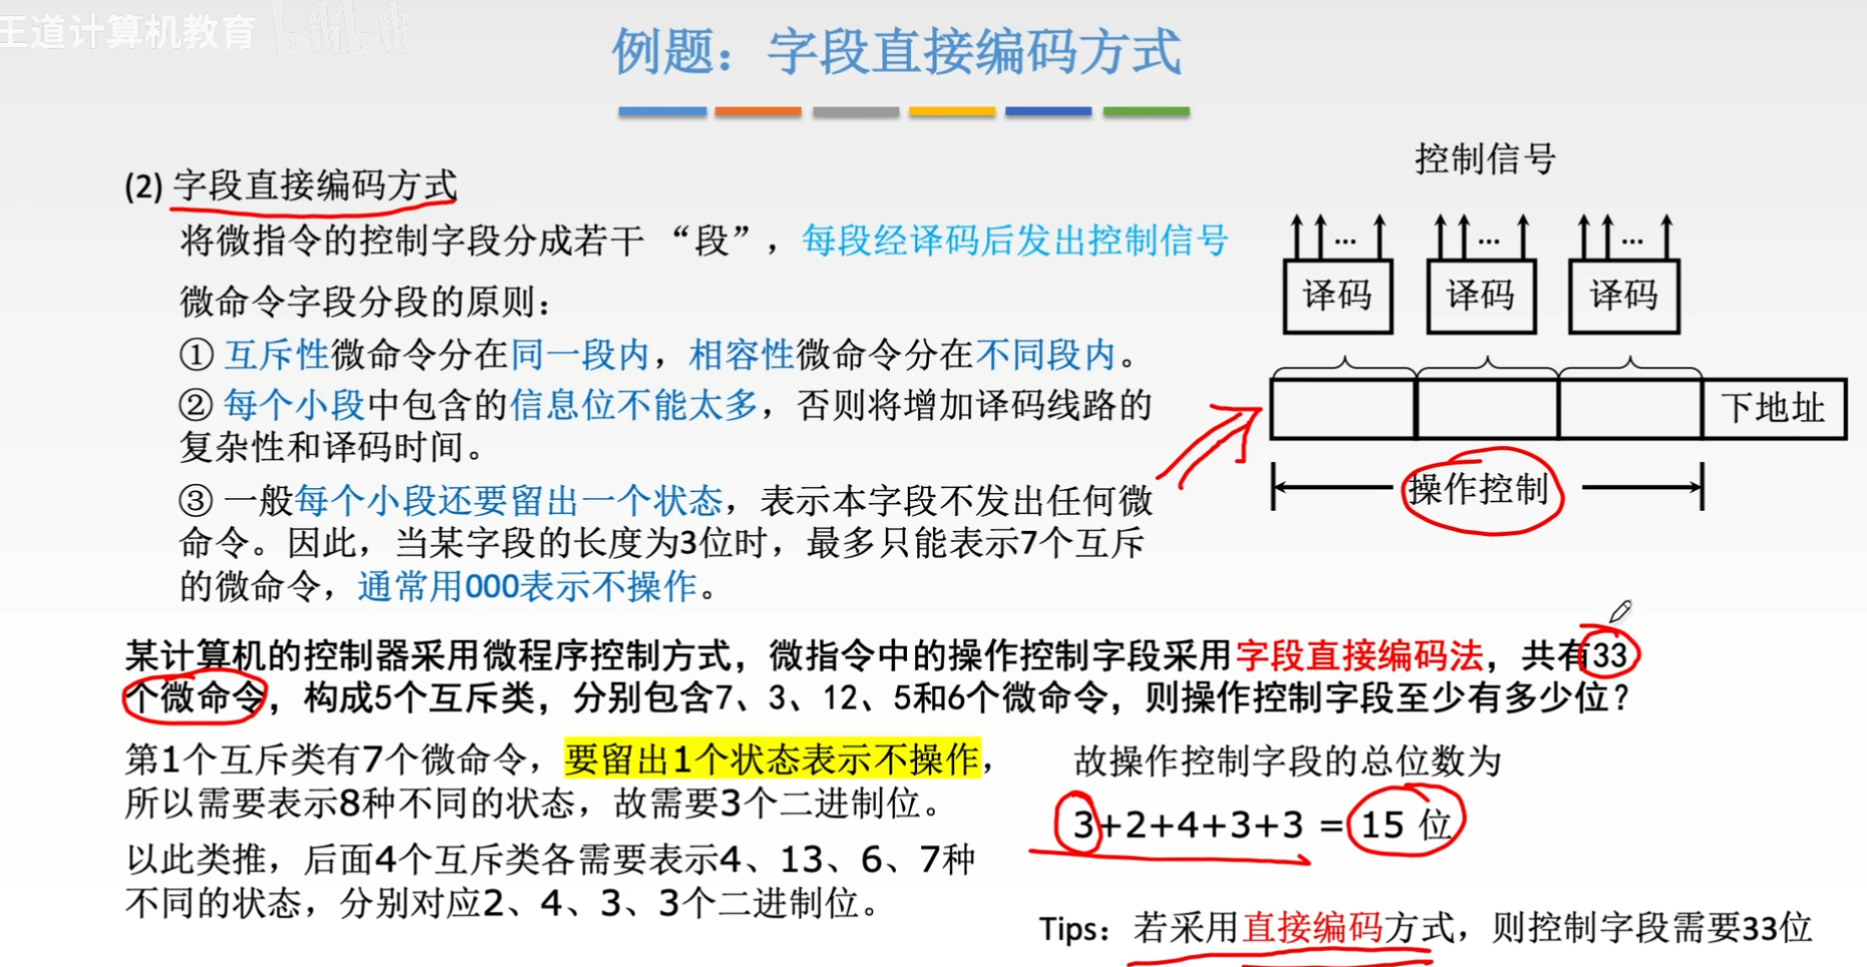 王道计算机教育 bilibili
例题：字段直接编码方式
(2) 字段直接编码方式
将微指令的控制字段分成若干 “段”，每段经译码后发出控制信号
微命令字段分段的原则：
① 互斥性微命令分在同一段内，相容性微命令分在不同段内。
② 每个小段中包含的信息位不能太多，否则将增加译码线路的
复杂性和译码时间。
③ 一般每个小段还要留出一个状态，表示本字段不发出任何微
命令。因此，当某字段的长度为3位时，最多只能表示7个互斥
的微命令，通常用000表示不操作。
控制信号
... ... ...
译码 译码 译码
下地址
操作控制
某计算机的控制器采用微程序控制方式，微指令中的操作控制字段采用字段直接编码法，共有33
个微命令，构成5个互斥类，分别包含7、3、12、5和6个微命令，则操作控制字段至少有多少位？
第1个互斥类有7个微命令，要留出1个状态表示不操作，
所以需要表示8种不同的状态，故需要3个二进制位。
以此类推，后面4个互斥类各需要表示4、13、6、7种
不同的状态，分别对应2、4、3、3个二进制位。
故操作控制字段的总位数为
3+2+4+3+3 = 15 位
Tips：若采用直接编码方式，则控制字段需要33位